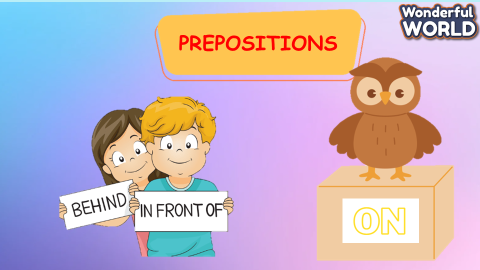 Wonderful
WORLD
PREPOSITIONS
BEHIND
IN FRONT OF
ON